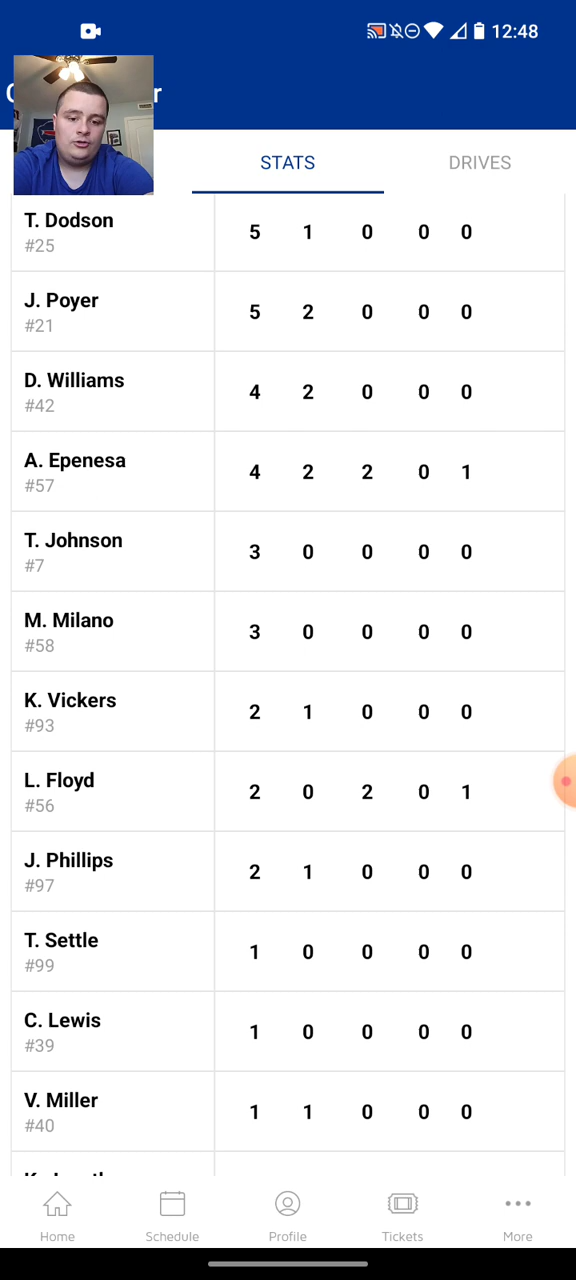 12:48
STATS DRIVES
T. Dodson 5 1 0 0 0
#25
J. Poyer 5 2 0 0 0
#21
D. Williams 4 2 0 0 0
#42
A. Epenesa 4 2 2 0 1
#57
T. Johnson 3 0 0 0 0
#7
M. Milano 3 0 0 0 0
#58
K. Vickers 2 1 0 0 0
#93
L. Floyd 2 0 2 0 1
#56
J. Phillips 2 1 0 0 0
#97
T. Settle 1 0 0 0 0
#99
C. Lewis 1 0 0 0 0
#39
V. Miller 1 1 0 0 0
#40
Home Schedule Profile Tickets More